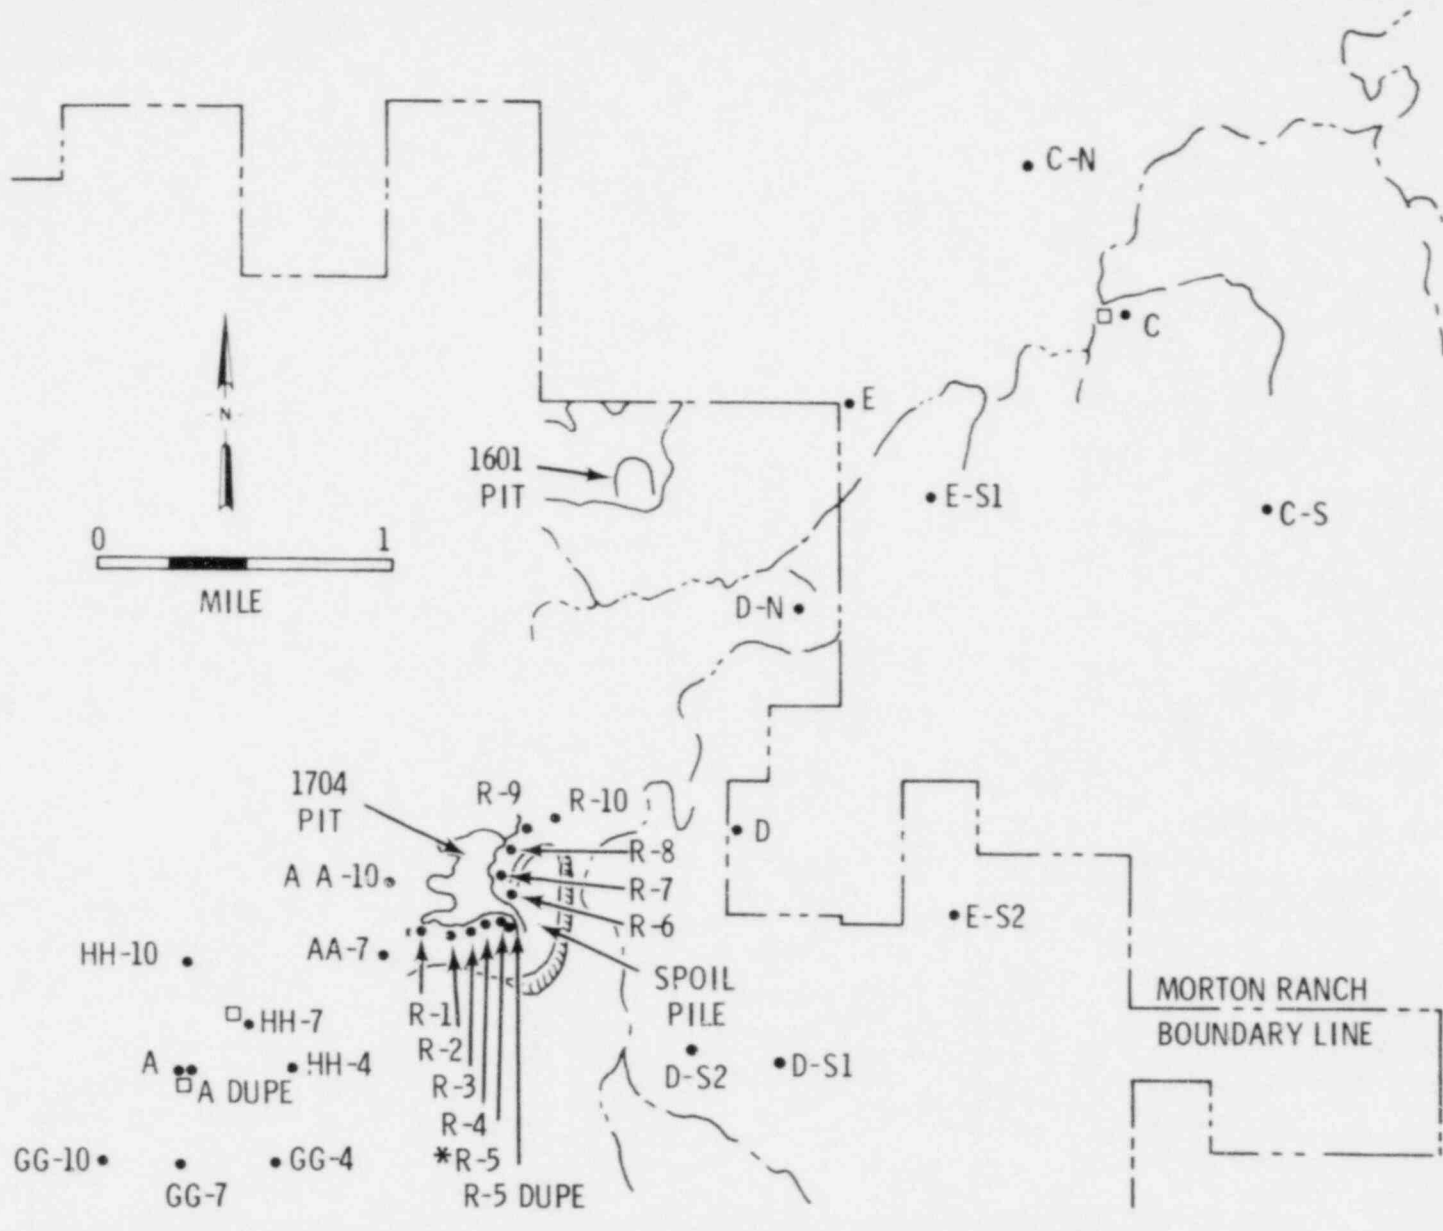 C-N
C
N
E
1601
PIT
E-S1
C-S
0 1
MILE
D-N
1704
PIT
R-9
R-10
D
R-8
A A-10
R-7
R-6
E-S2
HH-10
AA-7
SPOIL
PILE
MORTON RANCH
BOUNDARY LINE
R-1
HH-7
R-2
A
HH-4
D-S2
D-S1
A DUPE
R-3
R-4
GG-10
GG-4
*R-5
GG-7
R-5 DUPE